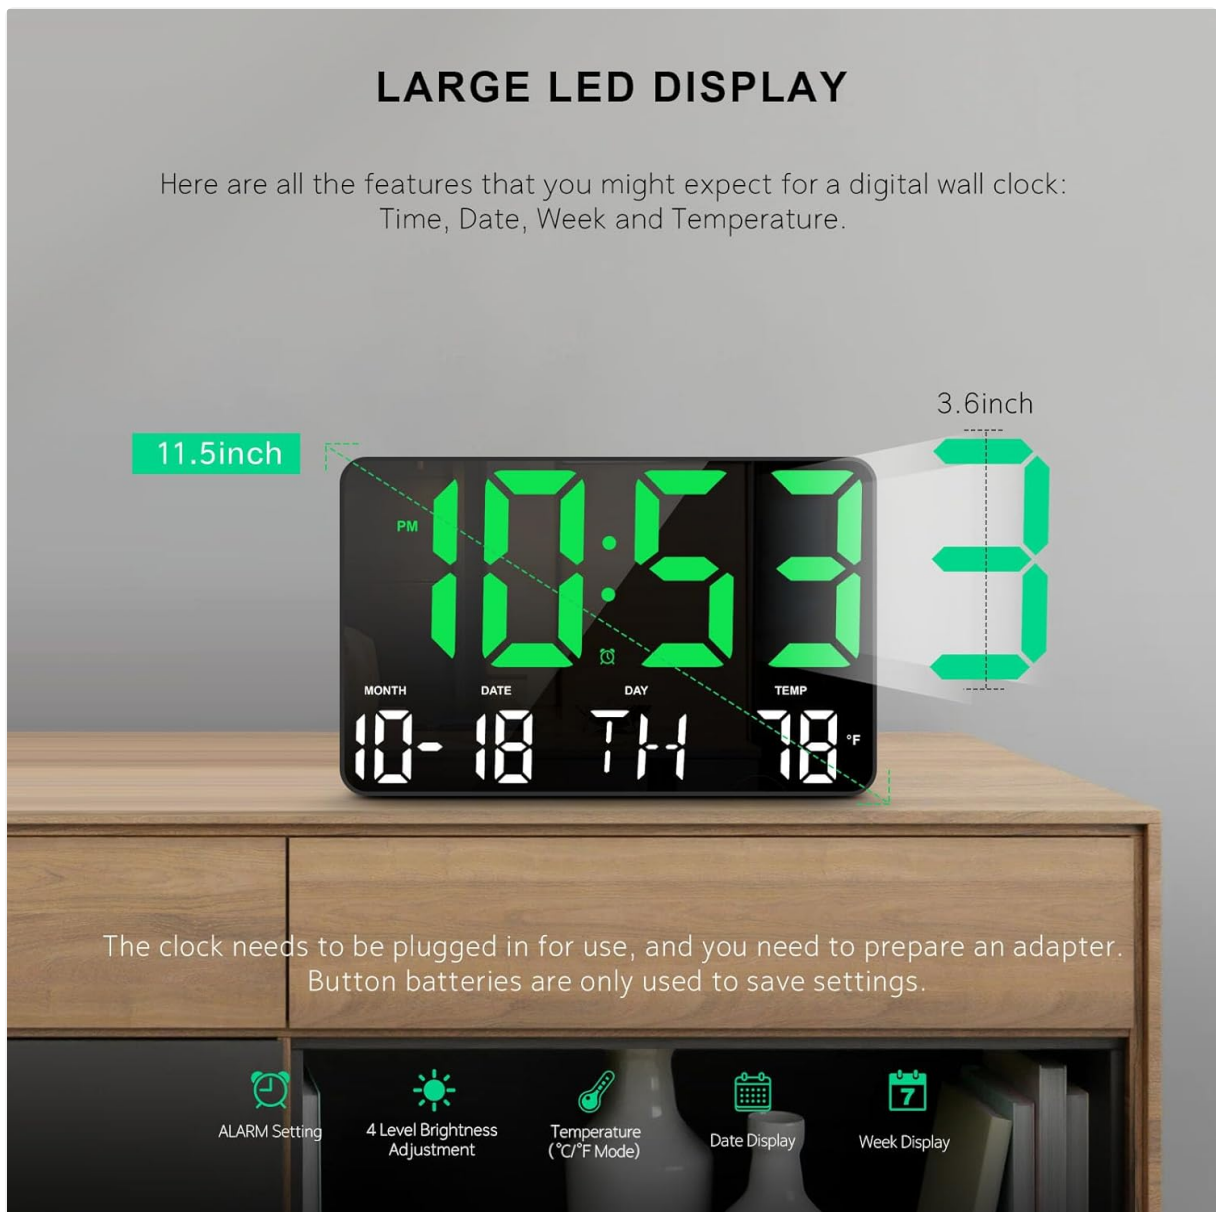 LARGE LED DISPLAY
Here are all the features that you might expect for a digital wall clock:
Time, Date, Week and Temperature.
3.6inch
11.5inch
PM
10:53
3
MONTH DATE DAY TEMP
10-18 TH 78 °F
The clock needs to be plugged in for use, and you need to prepare an adapter.
Button batteries are only used to save settings.
7
ALARM Setting
4 Level Brightness
Adjustment
Temperature
(°C/°F Mode)
Date Display
Week Display